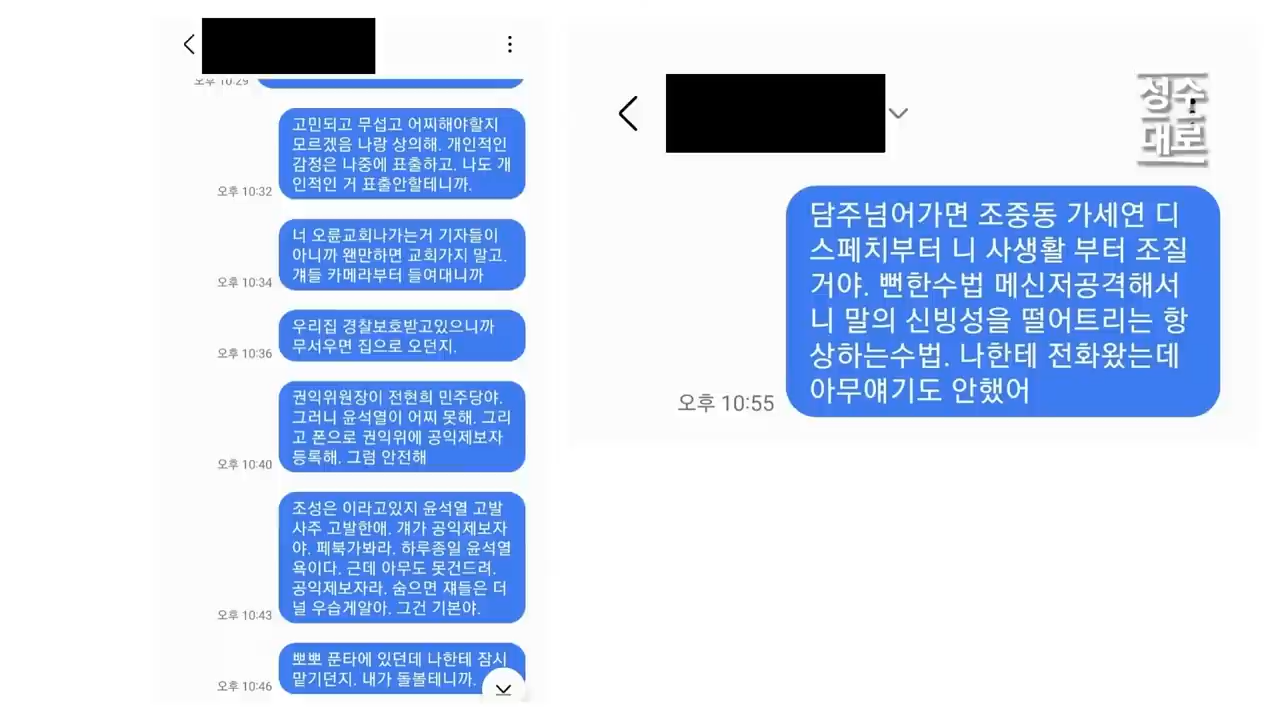 오후 10:29
고민되고 무섭고 어찌해야할지
모르겠음 나랑 상의해. 개인적인
감정은 나중에 표출하고. 나도 개
인적인 거 표출안할테니까.
오후 10:32
너 오륜교회나가는거 기자들이
아니까 왠만하면 교회가지 말고.
걔들 카메라부터 들여대니까
오후 10:34
우리집 경찰보호받고있으니까
무서우면 집으로 오던지.
오후 10:36
권익위원장이 전현희 민주당야.
그러니 윤석열이 어찌 못해. 그리
고 폰으로 권익위에 공익제보자
등록해. 그럼 안전해
오후 10:40
조성은 이라고있지 윤석열 고발
사주 고발한애. 걔가 공익제보자
야. 페북가봐라. 하루종일 윤석열
욕이다. 근데 아무도 못건드려.
공익제보자라. 숨으면 쟤들은 더
널 우습게알아. 그건 기본야.
오후 10:43
뽀뽀 푼타에 있던데 나한테 잠시
맡기던지. 내가 돌볼테니까.
오후 10:46
정수
대로
담주넘어가면 조중동 가세연 디
스페치부터 니 사생활 부터 조질
거야. 뻔한수법 메신저공격해서
니 말의 신빙성을 떨어트리는 항
상하는수법. 나한테 전화왔는데
아무얘기도 안했어
오후 10:55